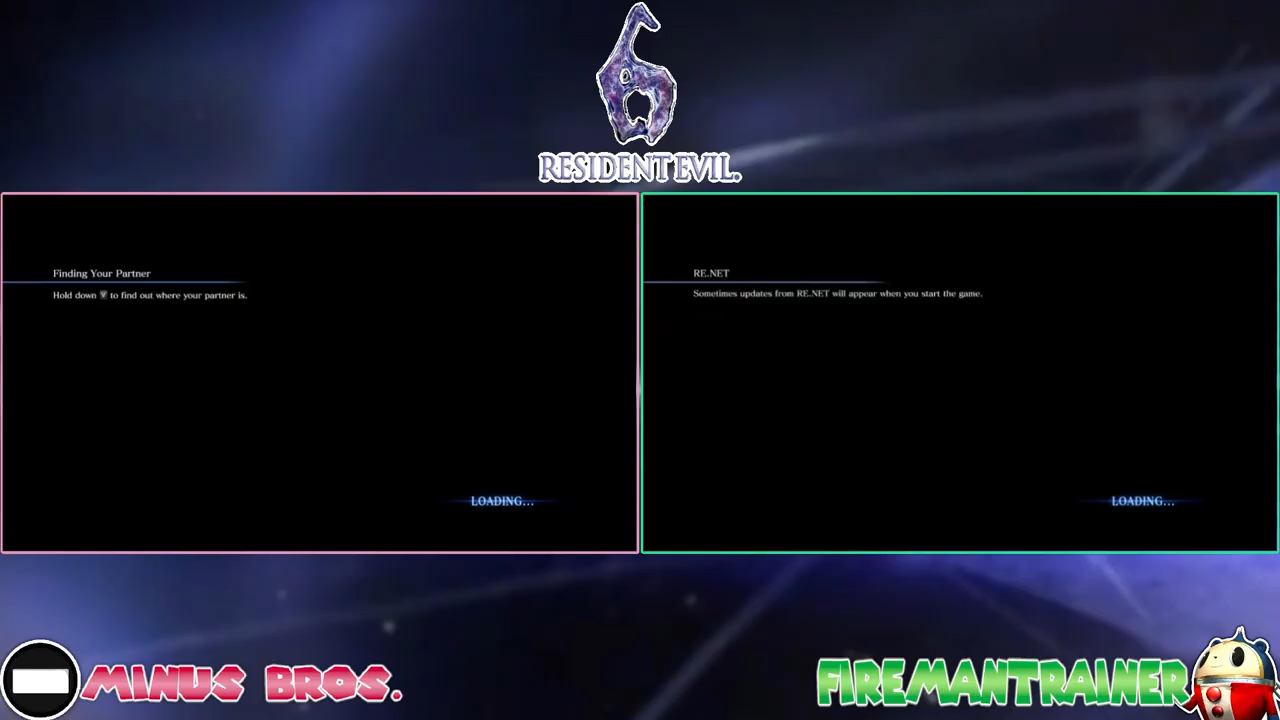 RESIDENT EVIL.
Finding Your Partner
Hold down to find out where your partner is.
LOADING...
RE.NET
Sometimes updates from RE.NET will appear when you start the game.
LOADING...
MINUS BROS.
FIREMANTRAINER